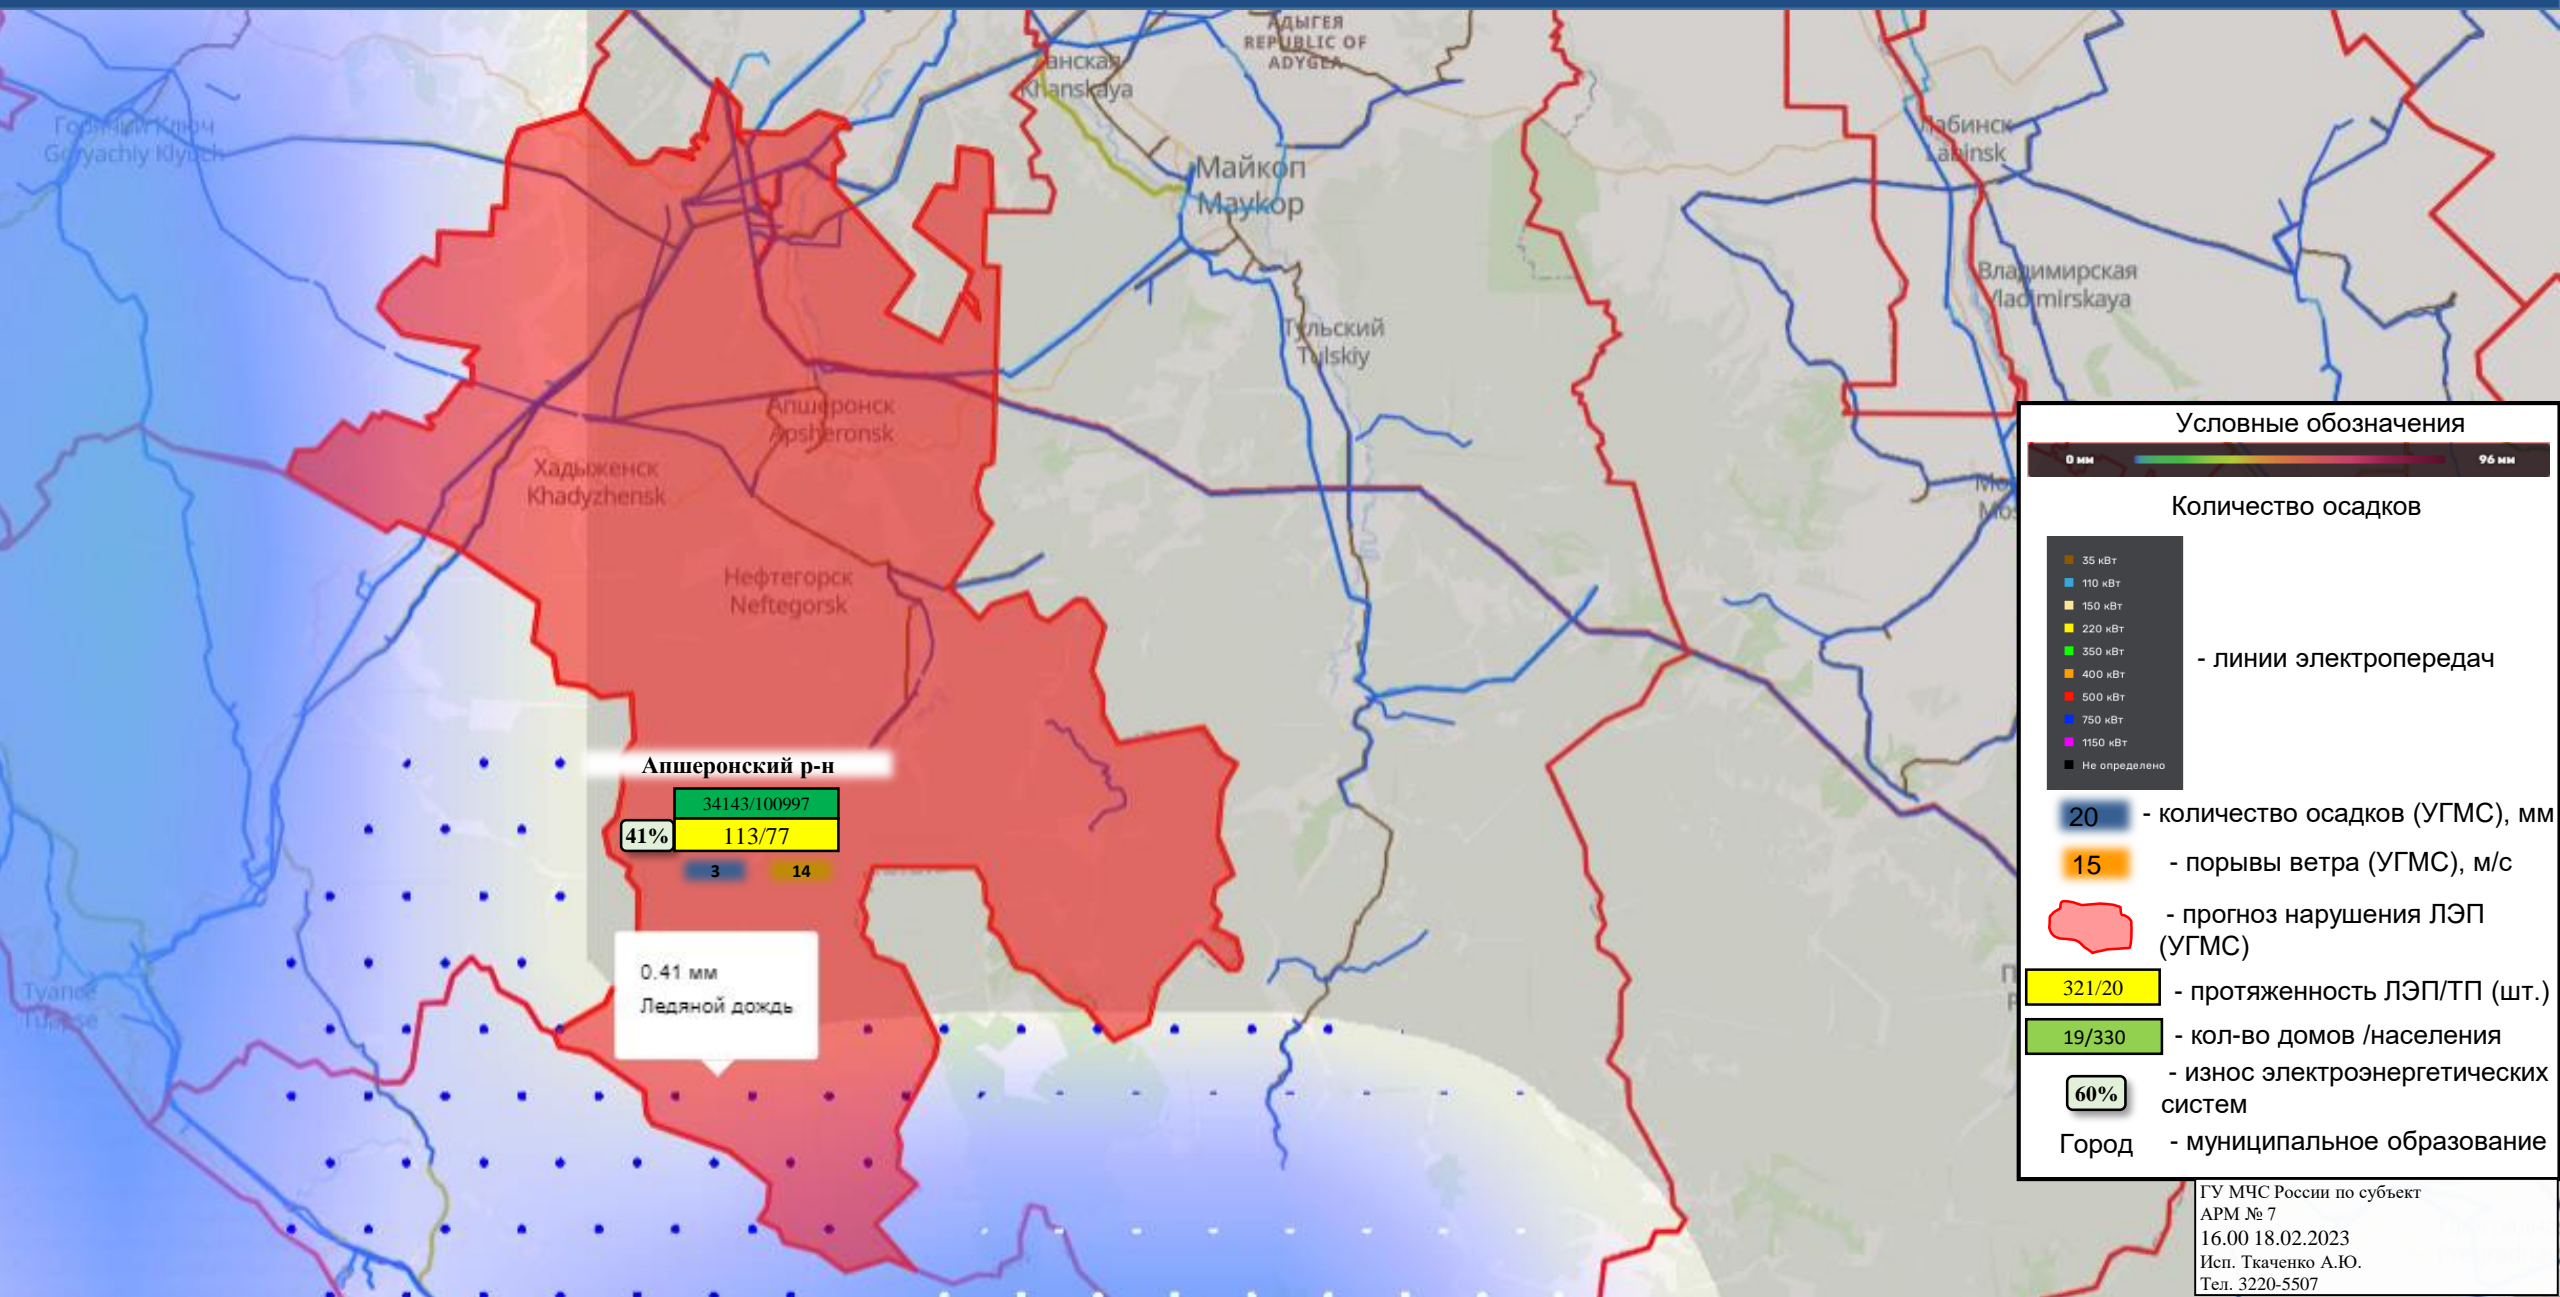 АДЫГЕЯ
REPUBLIC OF
ADYGEA
Ханская
Khanskaya
Горячий Ключ
Goryachiy Klyuch
Майкоп
Maykop
Лабинск
Labinsk
Владимирская
Vladimirskaya
Тульский
Tulskiy
Апшеронск
Apsheronsk
Хадыженск
Khadyzhensk
Нефтегорск
Neftegorsk
Апшеронский р-н
34143/100997
41%
113/77
3
14
0.41 мм
Ледяной дождь
Туапсе
Tuapse
Мо
Mos
Условные обозначения
0 мм
96 мм
Количество осадков
35 кВт
110 кВт
150 кВт
220 кВт
350 кВт
400 кВт
500 кВт
750 кВт
1150 кВт
Не определено
- линии электропередач
20 - количество осадков (УГМС), мм
15 - порывы ветра (УГМС), м/с
- прогноз нарушения ЛЭП
(УГМС)
321/20 - протяженность ЛЭП/ТП (шт.)
19/330 - кол-во домов /населения
- износ электроэнергетических
60%
систем
Город - муниципальное образование
ГУ МЧС России по субъект
АРМ № 7
16.00 18.02.2023
Исп. Ткаченко А.Ю.
Тел. 3220-5507